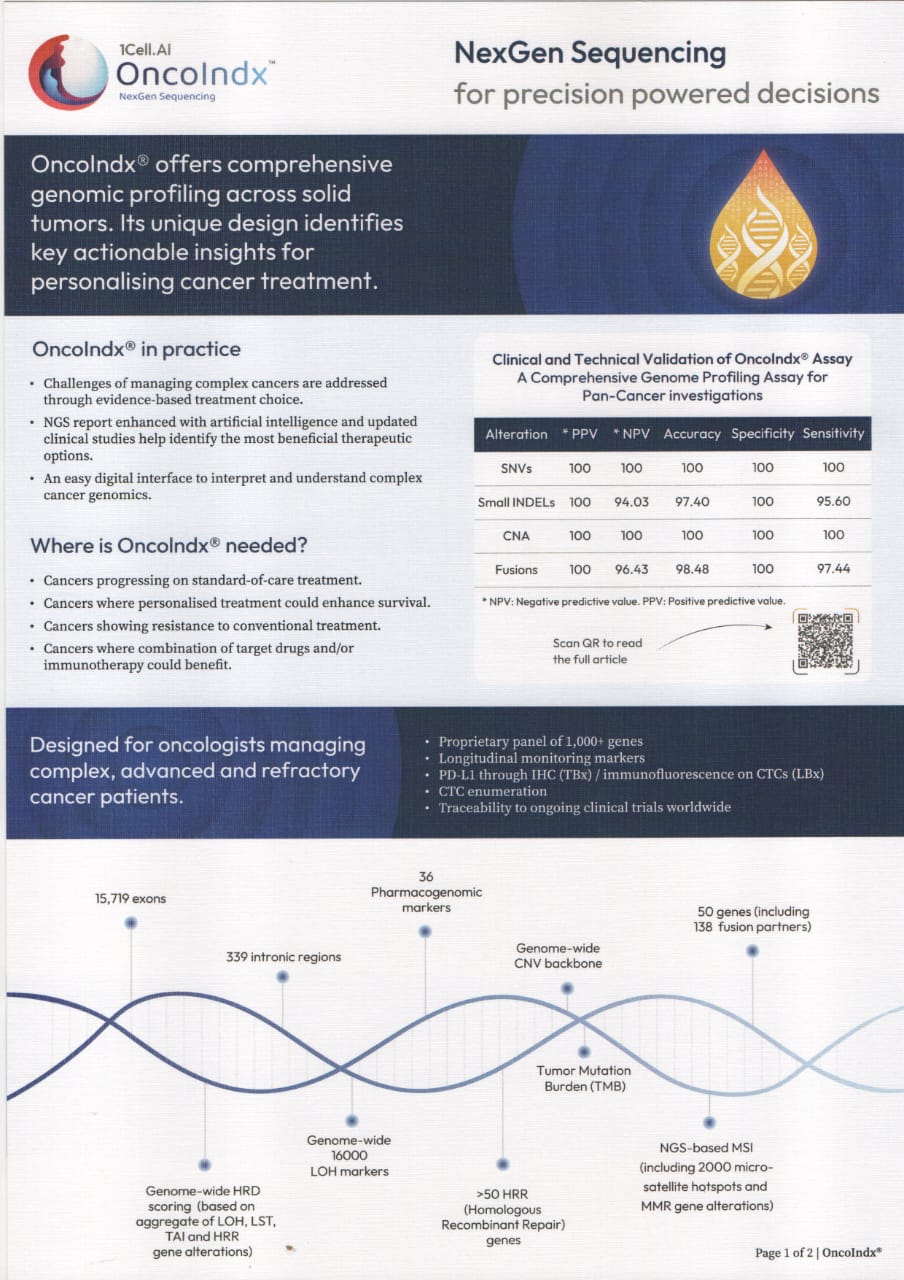 1Cell.AI
OncoIndx™
NexGen Sequencing
NexGen Sequencing
for precision powered decisions
OncoIndx® offers comprehensive
genomic profiling across solid
tumors. Its unique design identifies
key actionable insights for
personalising cancer treatment.
OncoIndx® in practice
• Challenges of managing complex cancers are addressed
through evidence-based treatment choice.
• NGS report enhanced with artificial intelligence and updated
clinical studies help identify the most beneficial therapeutic
options.
• An easy digital interface to interpret and understand complex
cancer genomics.
Where is OncoIndx® needed?
• Cancers progressing on standard-of-care treatment.
• Cancers where personalised treatment could enhance survival.
• Cancers showing resistance to conventional treatment.
• Cancers where combination of target drugs and/or
immunotherapy could benefit.
Clinical and Technical Validation of OncoIndx® Assay
A Comprehensive Genome Profiling Assay for
Pan-Cancer investigations
Alteration * PPV * NPV Accuracy Specificity Sensitivity
SNVs 100 100 100 100 100
Small INDELs 100 94.03 97.40 100 95.60
CNA 100 100 100 100 100
Fusions 100 96.43 98.48 100 97.44
* NPV: Negative predictive value. PPV: Positive predictive value.
Scan QR to read
the full article
Designed for oncologists managing
complex, advanced and refractory
cancer patients.
• Proprietary panel of 1,000+ genes
• Longitudinal monitoring markers
• PD-L1 through IHC (TBx) / immunofluorescence on CTCs (LBx)
• CTC enumeration
• Traceability to ongoing clinical trials worldwide
15,719 exons
339 intronic regions
36
Pharmacogenomic
markers
Genome-wide
CNV backbone
50 genes (including
138 fusion partners)
Genome-wide HRD
scoring (based on
aggregate of LOH, LST,
TAI and HRR
gene alterations)
Genome-wide
16000
LOH markers
>50 HRR
(Homologous
Recombinant Repair)
genes
Tumor Mutation
Burden (TMB)
NGS-based MSI
(including 2000 micro-
satellite hotspots and
MMR gene alterations)
Page 1 of 2 | OncoIndx®